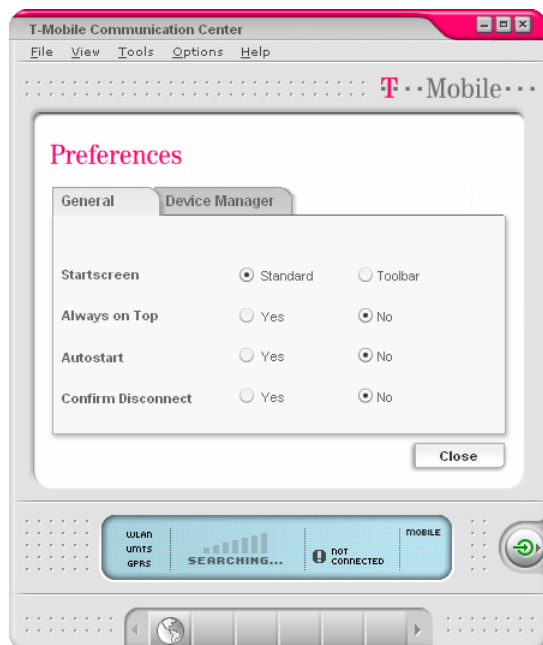 T-Mobile Communication Center
File View Tools Options Help
T··Mobile···
Preferences
General Device Manager
Startscreen Standard Toolbar
Always on Top Yes No
Autostart Yes No
Confirm Disconnect Yes No
Close
WLAN
UMTS
GPRS
SEARCHING...
! NOT
CONNECTED
MOBILE